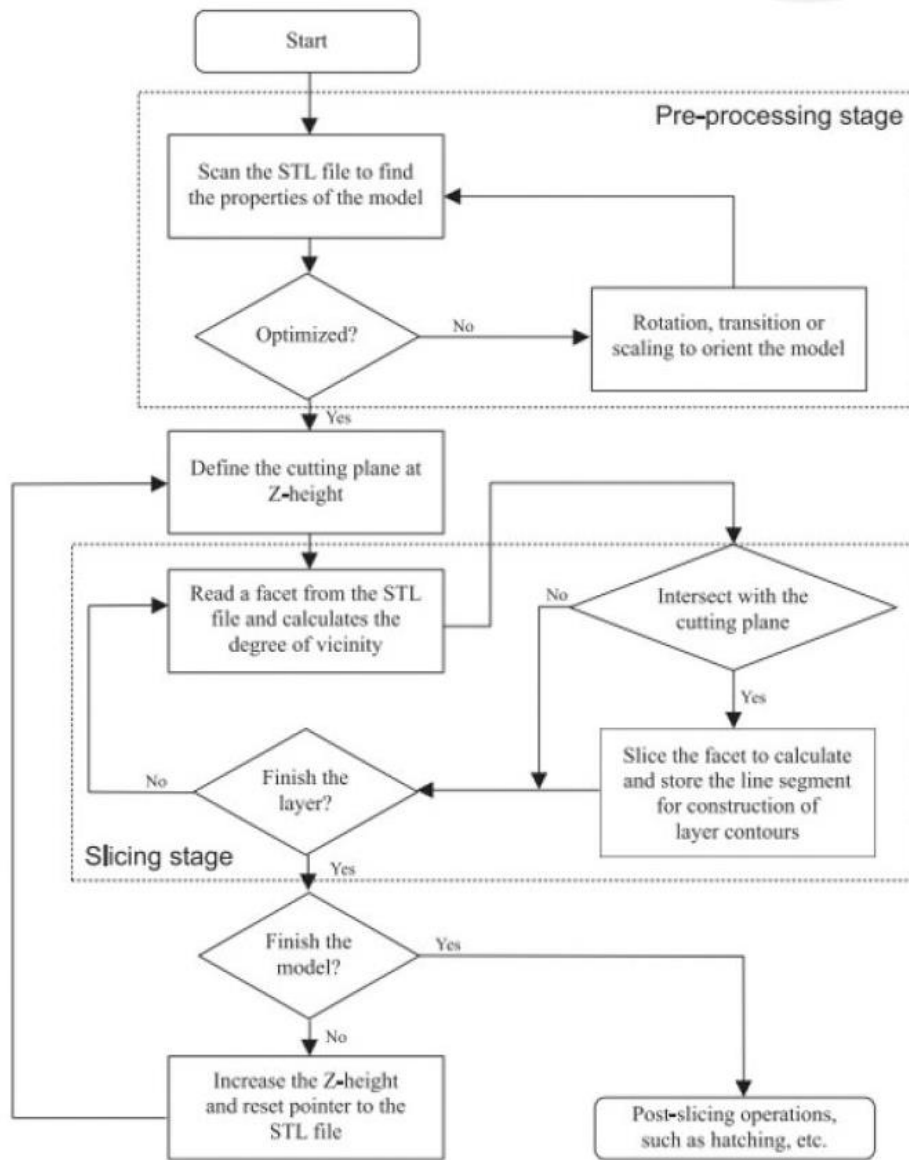 Start
Pre-processing stage
Scan the STL file to find
the properties of the model
Optimized?
No
Rotation, transition or
scaling to orient the model
Yes
Define the cutting plane at
Z-height
Read a facet from the STL
file and calculates the
degree of vicinity
No
Intersect with the
cutting plane
Yes
Slice the facet to calculate
and store the line segment
for construction of
layer contours
No
Finish the
layer?
Slicing stage
Yes
Finish the
model?
Yes
No
Increase the Z-height
and reset pointer to the
STL file
Post-slicing operations,
such as hatching, etc.